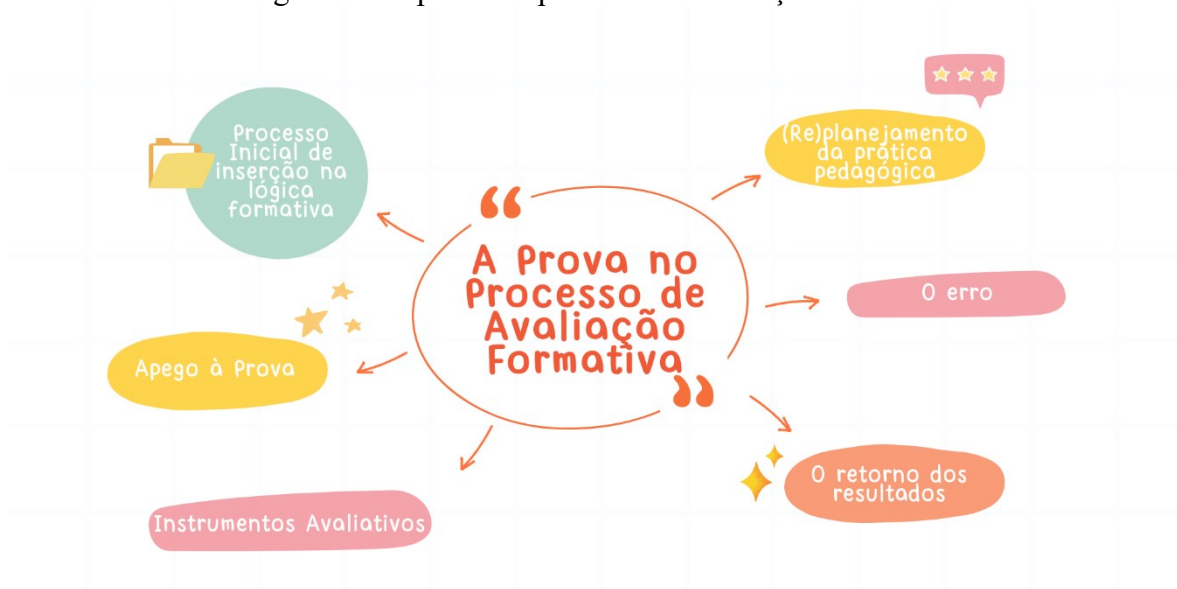 Processo
Inicial de
inserção na
lógica
formativa
(Re)planejamento
da prática
pedagógica
“
A Prova no
Processo de
Avaliação
Formativa
”
O erro
Apego à Prova
O retorno dos
resultados
Instrumentos Avaliativos